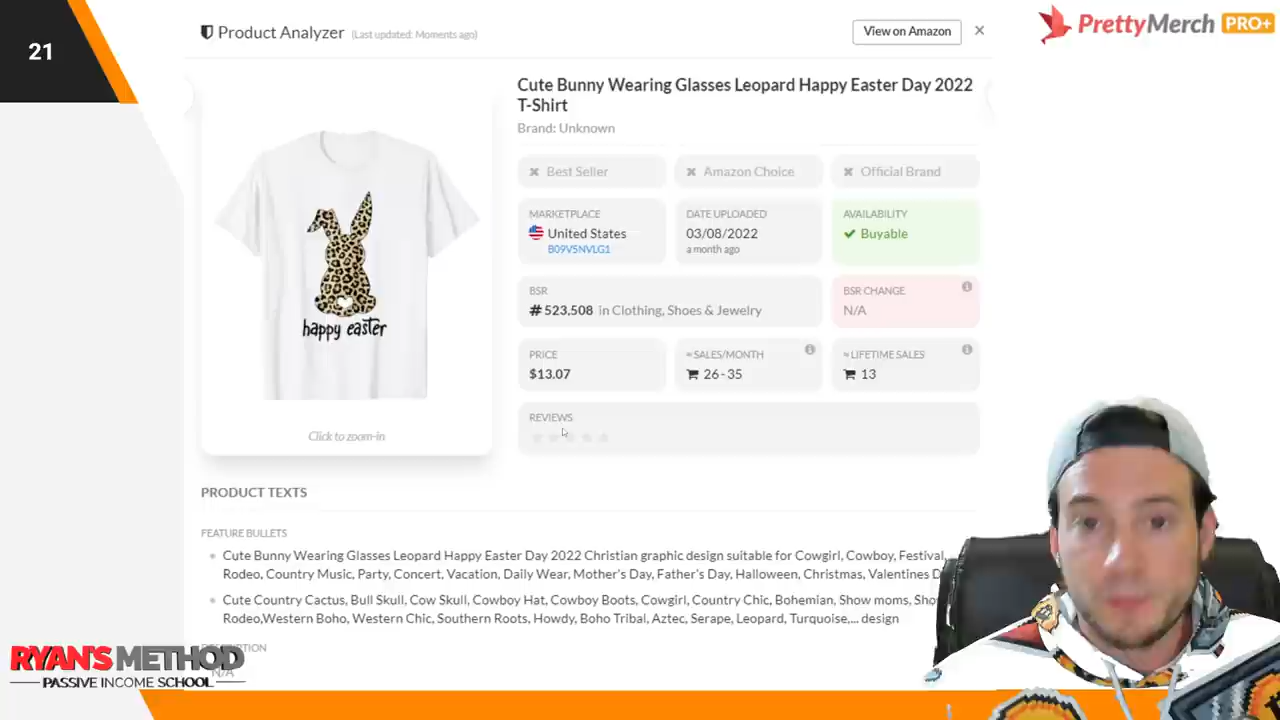 21
Product Analyzer (Last updated: Moments ago)
View on Amazon
PrettyMerch PRO+
Cute Bunny Wearing Glasses Leopard Happy Easter Day 2022
T-Shirt
Brand: Unknown
Best Seller
Amazon Choice
Official Brand
MARKETPLACE
United States
B09V5NVLG1
DATE UPLOADED
03/08/2022
a month ago
AVAILABILITY
Buyable
BSR
#523,508 in Clothing, Shoes & Jewelry
BSR CHANGE
N/A
PRICE
$13.07
≈ SALES/MONTH
26-35
≈ LIFETIME SALES
13
REVIEWS
happy easter
Click to zoom-in
PRODUCT TEXTS
FEATURE BULLETS
Cute Bunny Wearing Glasses Leopard Happy Easter Day 2022 Christian graphic design suitable for Cowgirl, Cowboy, Festival,
Rodeo, Country Music, Party, Concert, Vacation, Daily Wear, Mother's Day, Father's Day, Halloween, Christmas, Valentines D
Cute Country Cactus, Bull Skull, Cow Skull, Cowboy Hat, Cowboy Boots, Cowgirl, Country Chic, Bohemian, Show moms, Sho
Rodeo,Western Boho, Western Chic, Southern Roots, Howdy, Boho Tribal, Aztec, Serape, Leopard, Turquoise,... design
N/A
RYAN'S METHOD
PASSIVE INCOME SCHOOL